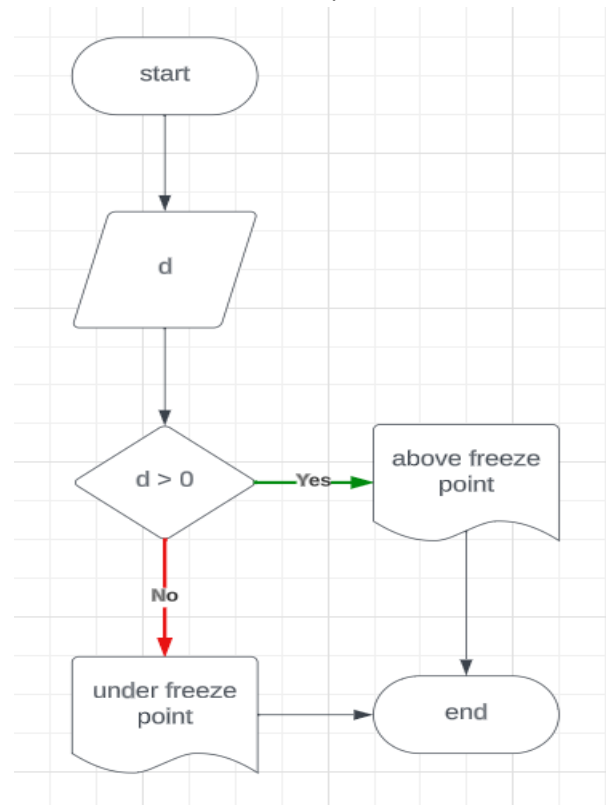 start
d
d > 0
Yes
above freeze
point
No
under freeze
point
end